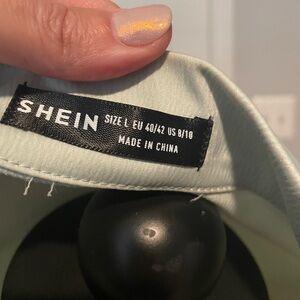 SHEIN
SIZE L EU 40/42 US 8/10
MADE IN CHINA